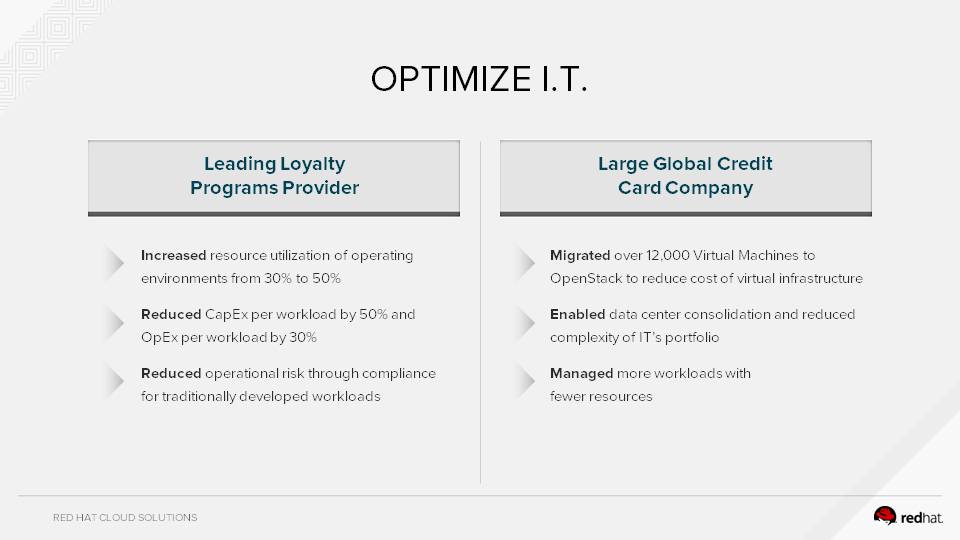 OPTIMIZE I.T.
Leading Loyalty
Programs Provider
Increased resource utilization of operating
environments from 30% to 50%
Reduced CapEx per workload by 50% and
OpEx per workload by 30%
Reduced operational risk through compliance
for traditionally developed workloads
Large Global Credit
Card Company
Migrated over 12,000 Virtual Machines to
OpenStack to reduce cost of virtual infrastructure
Enabled data center consolidation and reduced
complexity of IT's portfolio
Managed more workloads with
fewer resources
RED HAT CLOUD SOLUTIONS
redhat.